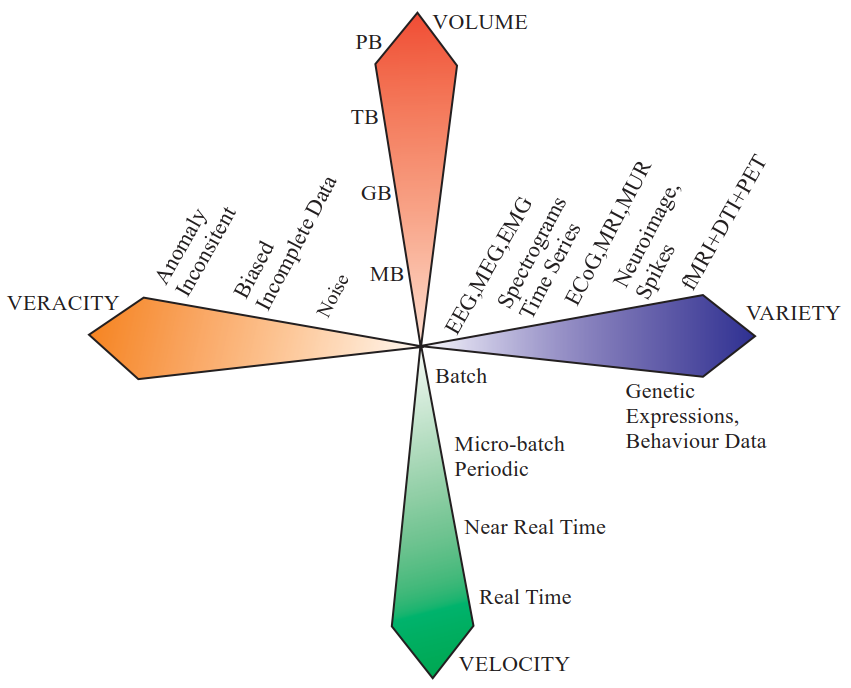 VOLUME
PB
TB
GB
MB
VERACITY
Anomaly
Inconsitent
Biased
Incomplete Data
Noise
EEG,MEG,EMG
Spectrograms
Time Series
ECoG,MRI,MUR
Neuroimage,
Spikes
fMRI+DTI+PET
VARIETY
Genetic
Expressions,
Behaviour Data
Batch
Micro-batch
Periodic
Near Real Time
Real Time
VELOCITY